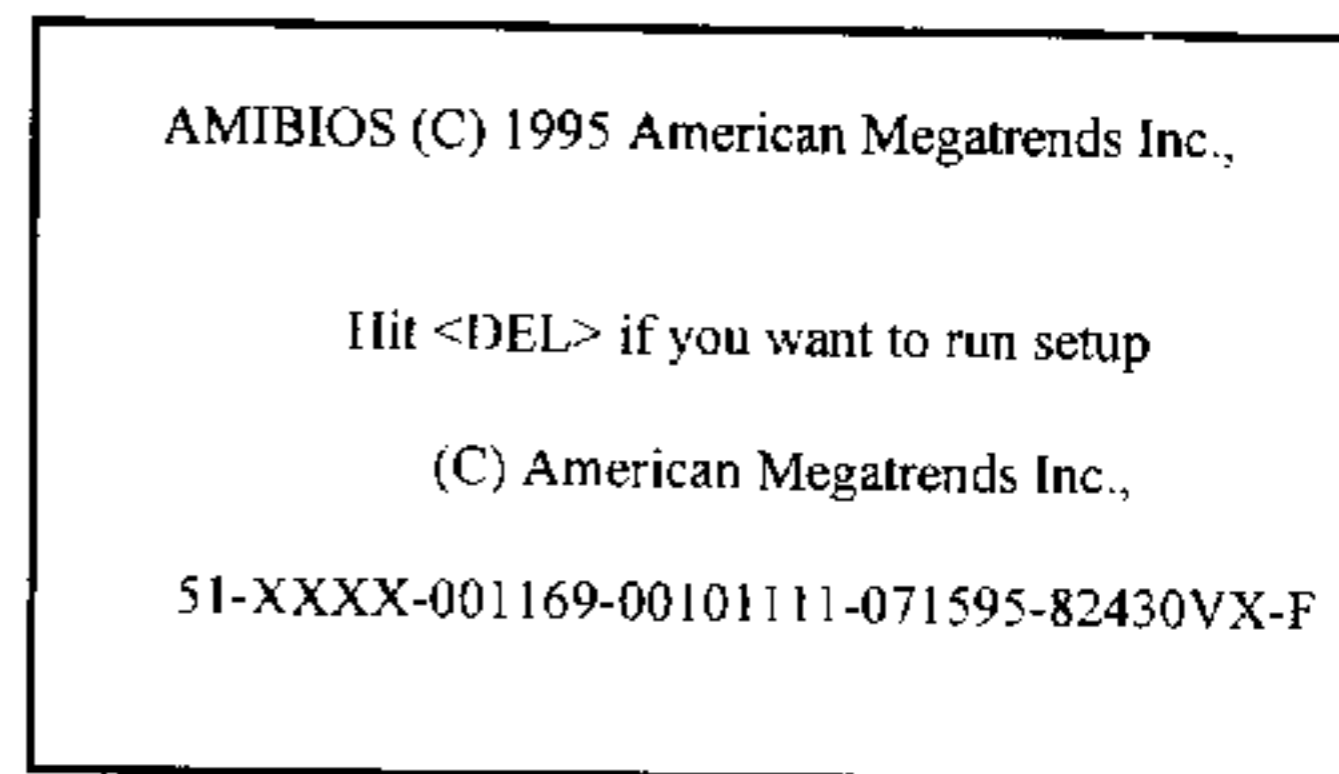 AMIBIOS (C) 1995 American Megatrends Inc.,
Hit <DEL> if you want to run setup
(C) American Megatrends Inc.,
51-XXXX-001169-00101111-071595-82430VX-F